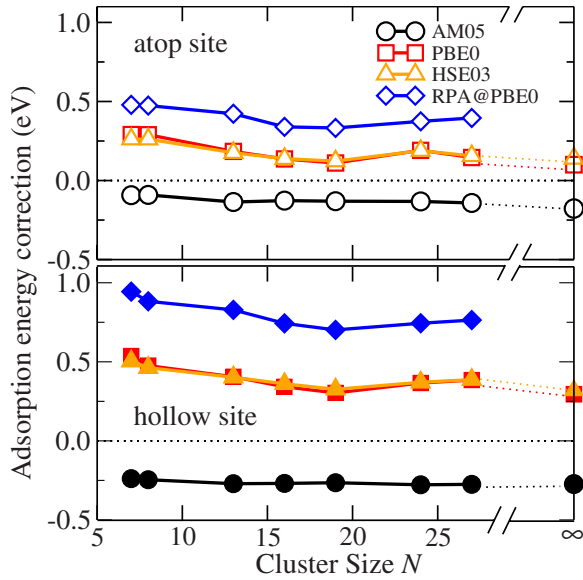 1.0
0.5
0.0
-0.5
atop site
AM05
PBE0
HSE03
RPA@PBE0
Adsorption energy correction (eV)
1.0
0.5
0.0
-0.5
hollow site
5 10 15 20 25 ∞
Cluster Size N